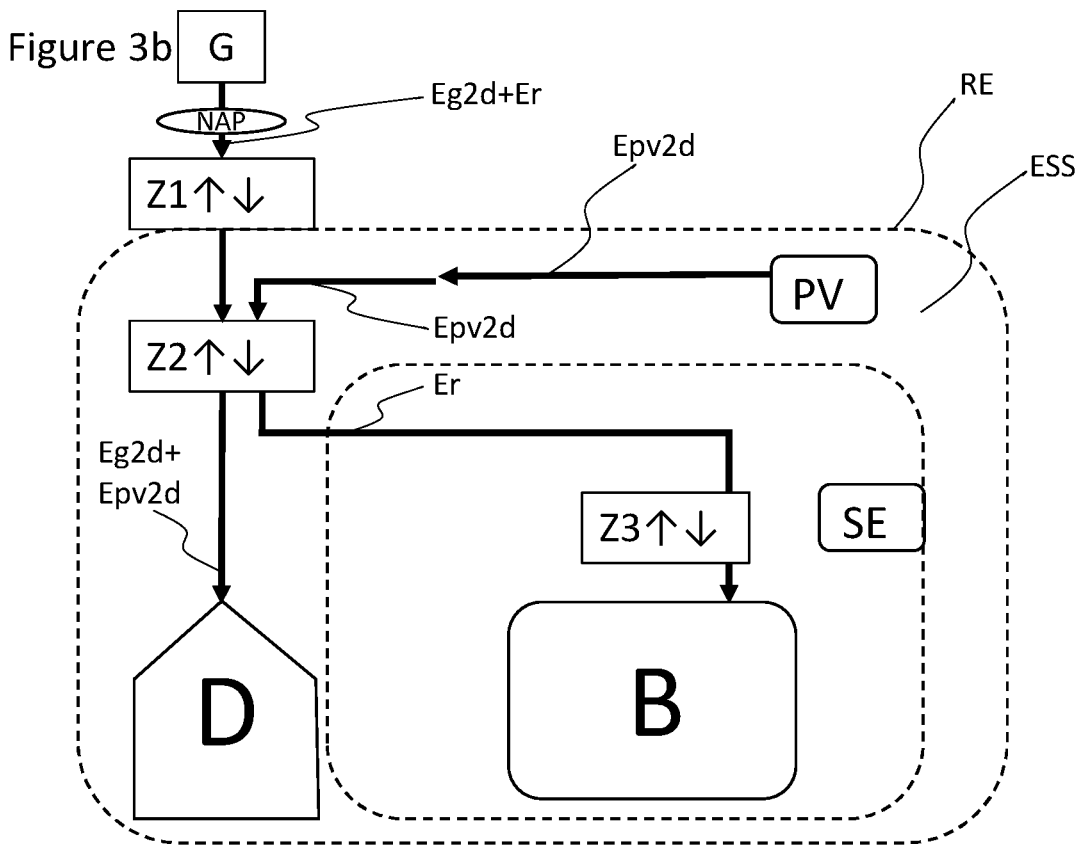 Figure 3b
G
NAP
Eg2d+Er
RE
Epv2d
ESS
Z1↑↓
PV
Epv2d
Z2↑↓
Er
Eg2d+
Epv2d
Z3↑↓
SE
D
B